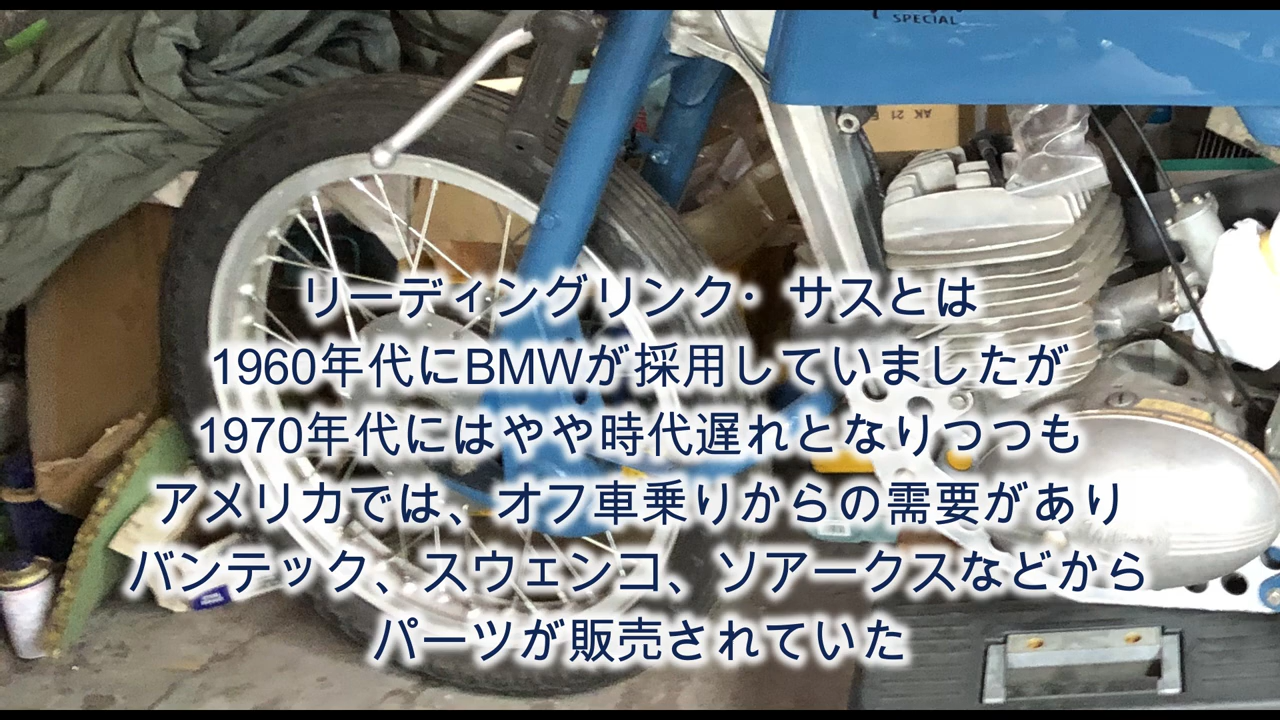 SPECIAL
AK 21 E
リーディングリンク・サスとは
1960年代にBMWが採用していましたが
1970年代にはやや時代遅れとなりつつも
アメリカでは、オフ車乗りからの需要があり
バンテック、スウェンコ、ソアークスなどから
パーツが販売されていた